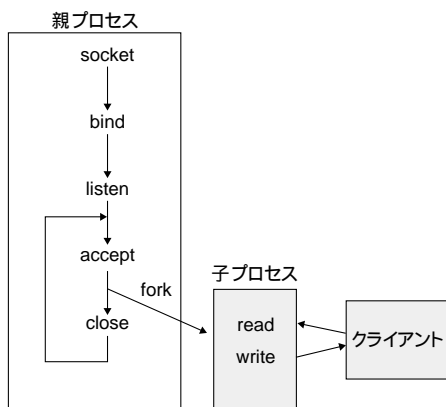 親プロセス
socket
bind
listen
accept
fork
close
子プロセス
read
write
クライアント